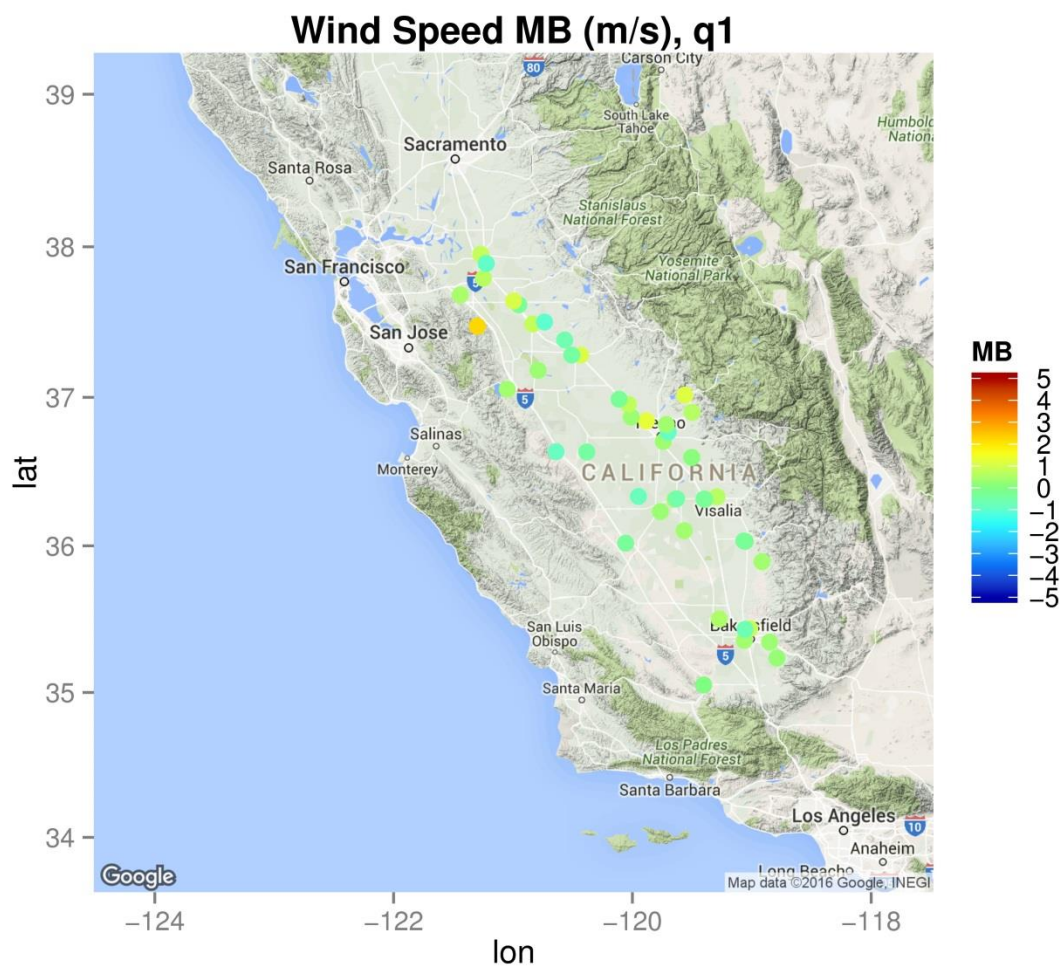 Wind Speed MB (m/s), q1
80
Carson City
39
South Lake
Tahoe
Humbol
Nationa
Sacramento
Santa Rosa
Stanislaus
National Forest
38
Yosemite
National Park
San Francisco
5
San Jose
MB
5
4
3
2
1
0
−1
−2
−3
−4
−5
37
5
Salinas
Monterey
CALIFORNIA
Visalia
lat
36
San Luis
Obispo
5
35
Santa Maria
Los Padres
National Forest
Santa Barbara
Los Angeles
10
34
Anaheim
Long Beach
Google
Map data ©2016 Google, INEGI
−124
−122
−120
−118
lon